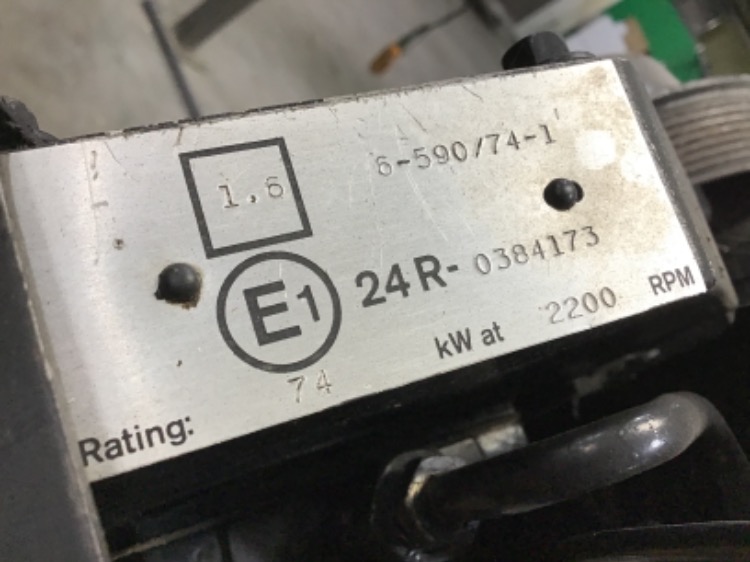 1.6 6-590/74-1
E1 24R-0384173
Rating: 74 kW at 2200 RPM